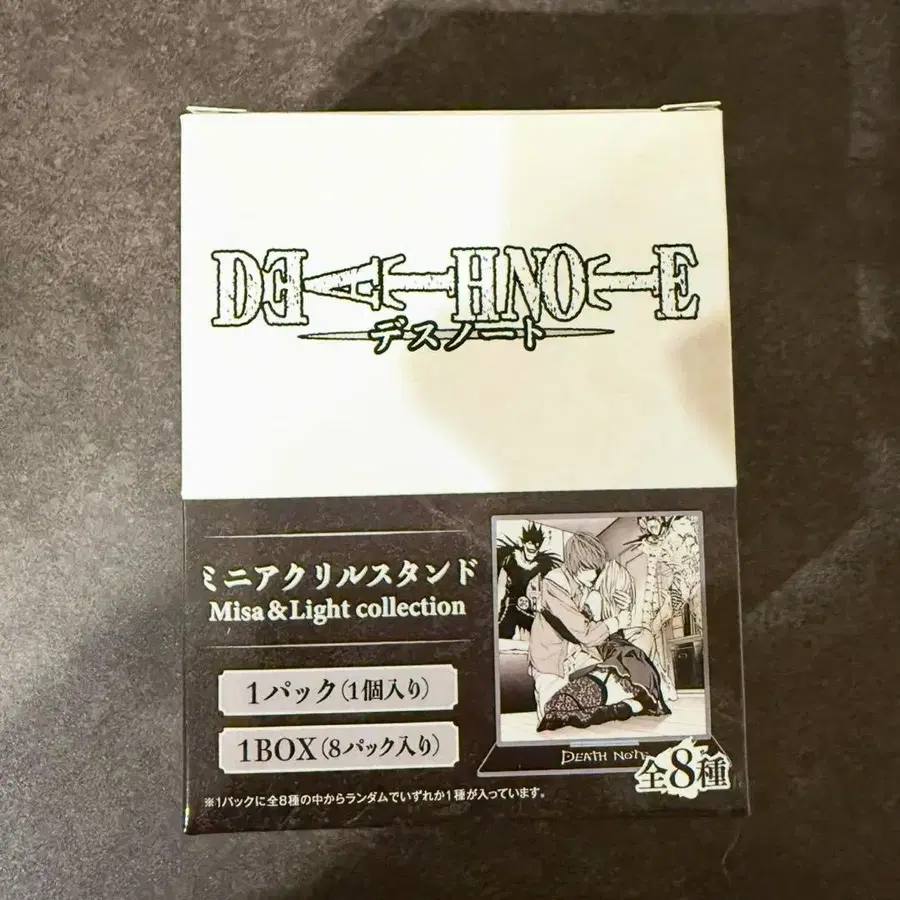 DEATHNOTE
デスノート
ミニアクリルスタンド
Misa&Light collection
1パック(1個入り)
1BOX(8パック入り)
※1パックに全8種の中からランダムでいずれか1種が入っています。
DEATH NOTE
全8種